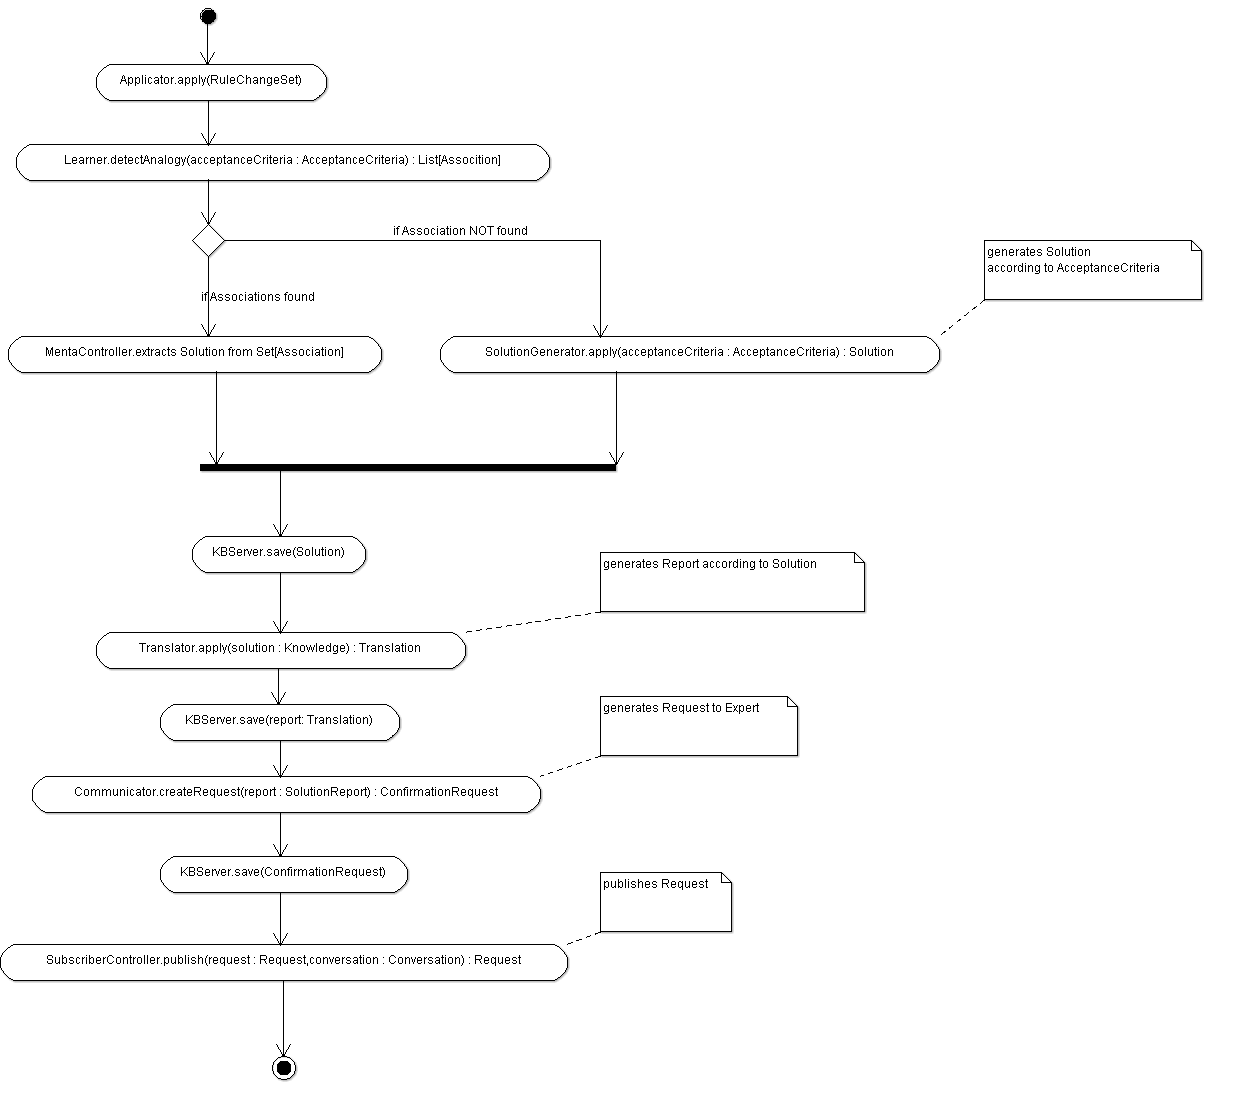 Applicator.apply(RuleChangeSet)
Learner.detectAnalogy(acceptanceCriteria : AcceptanceCriteria) : List[Assocition]
if Association NOT found
generates Solution
according to AcceptanceCriteria
if Associations found
MentaController.extracts Solution from Set[Association]
SolutionGenerator.apply(acceptanceCriteria : AcceptanceCriteria) : Solution
KBServer.save(Solution)
generates Report according to Solution
Translator.apply(solution : Knowledge) : Translation
KBServer.save(report: Translation)
generates Request to Expert
Communicator.createRequest(report : SolutionReport) : ConfirmationRequest
KBServer.save(ConfirmationRequest)
publishes Request
SubscriberController.publish(request : Request,conversation : Conversation) : Request